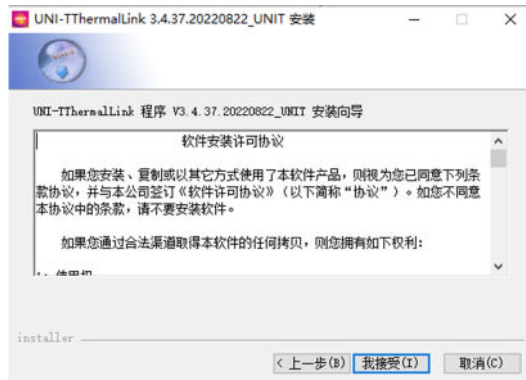 UNI-TThermalLink 3.4.37.20220822_UNIT 安装
UNI-TThermalLink 程序 V3.4.37.20220822_UNIT 安装向导
软件安装许可协议
如果您安装、复制或以其它方式使用了本软件产品，则视为您已同意下列条
款协议，并与本公司签订《软件许可协议》（以下简称“协议”）。如您不同意
本协议中的条款，请不要安装软件。
如果您通过合法渠道取得本软件的任何拷贝，则您拥有如下权利：
installer
< 上一步(B) 我接受(I) 取消(C)